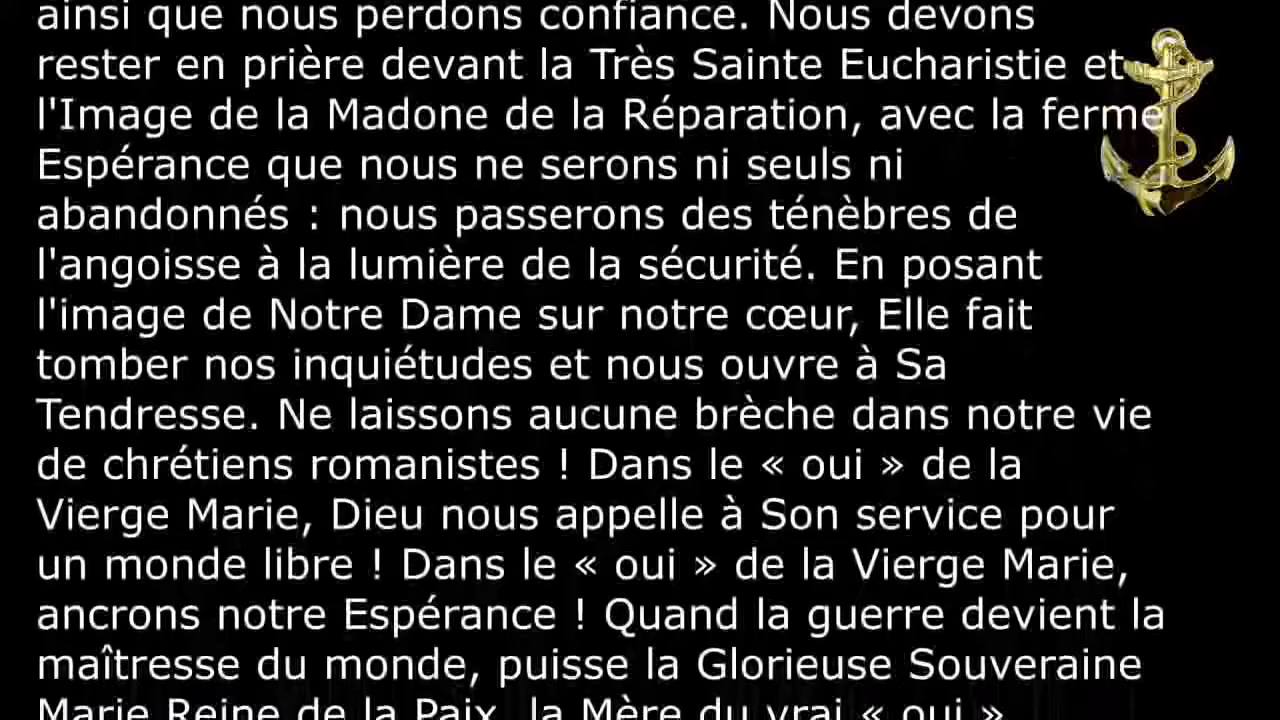 ainsi que nous perdons confiance. Nous devons
rester en prière devant la Très Sainte Eucharistie et
l'Image de la Madone de la Réparation, avec la ferme
Espérance que nous ne serons ni seuls ni
abandonnés : nous passerons des ténèbres de
l'angoisse à la lumière de la sécurité. En posant
l'image de Notre Dame sur notre cœur, Elle fait
tomber nos inquiétudes et nous ouvre à Sa
Tendresse. Ne laissons aucune brèche dans notre vie
de chrétiens romanistes ! Dans le « oui » de la
Vierge Marie, Dieu nous appelle à Son service pour
un monde libre ! Dans le « oui » de la Vierge Marie,
ancrons notre Espérance ! Quand la guerre devient la
maîtresse du monde, puisse la Glorieuse Souveraine
Marie Reine de la Paix, la Mère du vrai « oui »